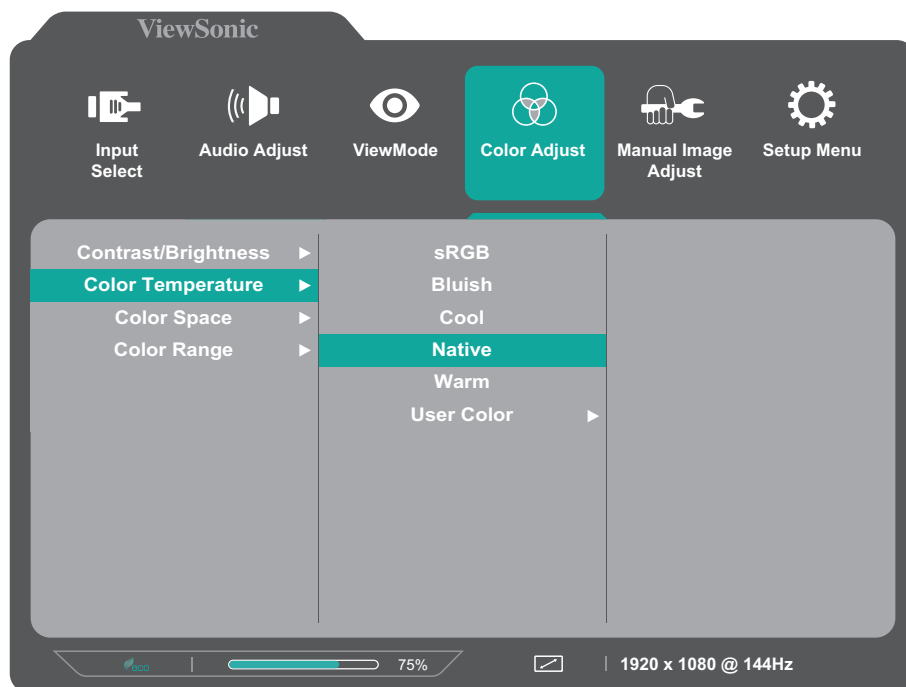 ViewSonic
Input Select
Audio Adjust
ViewMode
Color Adjust
Manual Image Adjust
Setup Menu
Contrast/Brightness
Color Temperature
Color Space
Color Range
sRGB
Bluish
Cool
Native
Warm
User Color
eco
75%
1920 x 1080 @ 144Hz